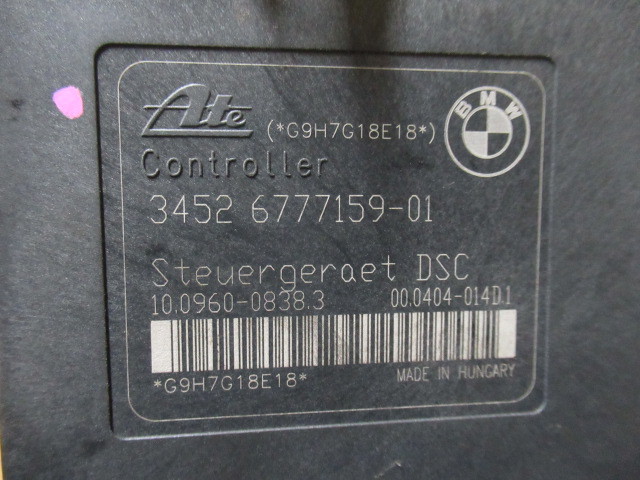 Ate (*G9H7G18E18*)
BMW
Controller
3452 6777159-01
Steuergeraet DSC
10.0960-0838.3 00.0404-014D.1
*G9H7G18E18*
MADE IN HUNGARY